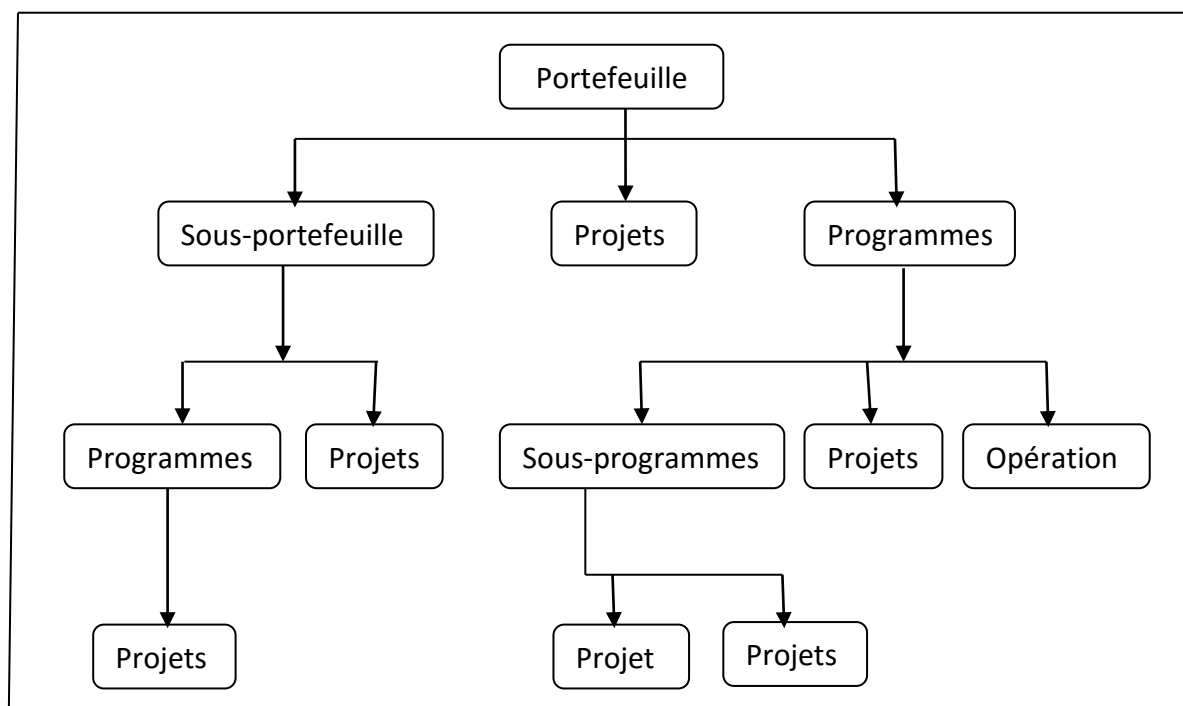 Portefeuille
Sous-portefeuille
Projets
Programmes
Programmes
Projets
Sous-programmes
Projets
Opération
Projets
Projet
Projets